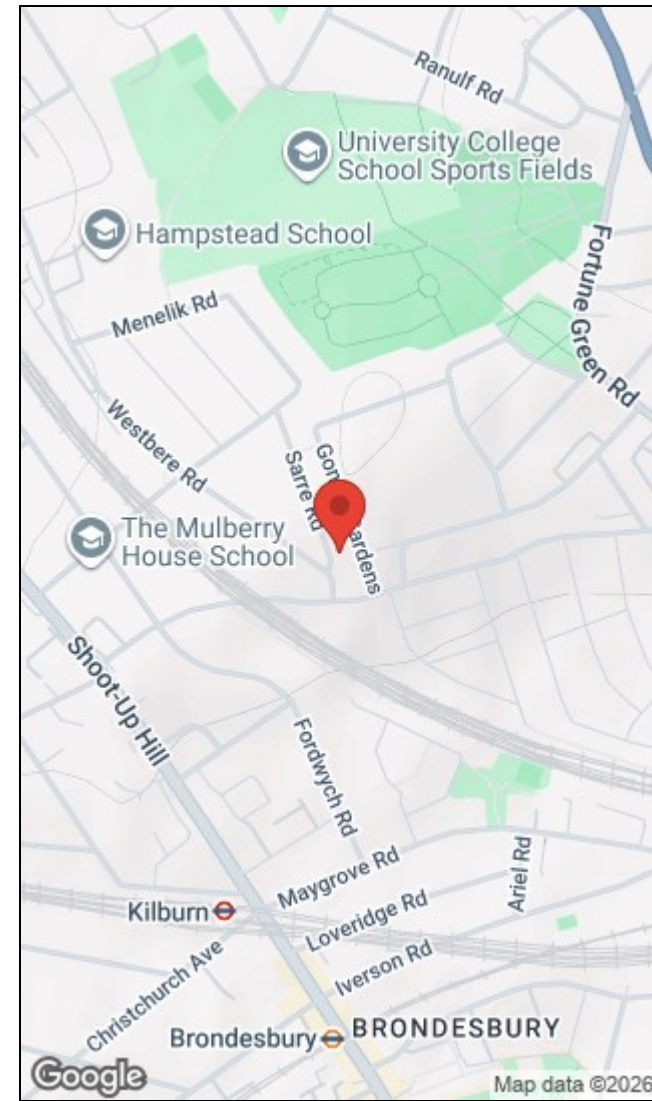 Ranulf Rd
University College
School Sports Fields
Hampstead School
Fortune Green Rd
Menelik Rd
Westbere Rd
Sarre Rd
Gon
ardens
The Mulberry
House School
Shoot-Up Hill
Fordwych Rd
Maygrove Rd
Ariel Rd
Kilburn
Loveridge Rd
Christchurch Ave
Iverson Rd
Brondesbury
BRONDESBURY
Google
Map data ©2026